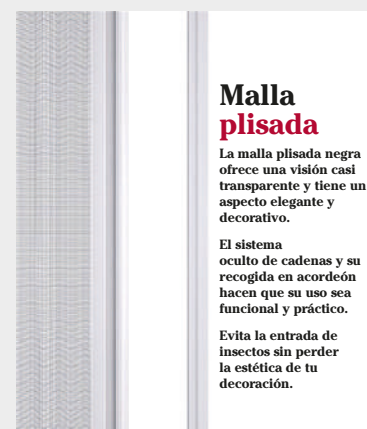 Malla
plisada
La malla plisada negra
ofrece una visión casi
transparente y tiene un
aspecto elegante y
decorativo.
El sistema
oculto de cadenas y su
recogida en acordeón
hacen que su uso sea
funcional y práctico.
Evita la entrada de
insectos sin perder
la estética de tu
decoración.